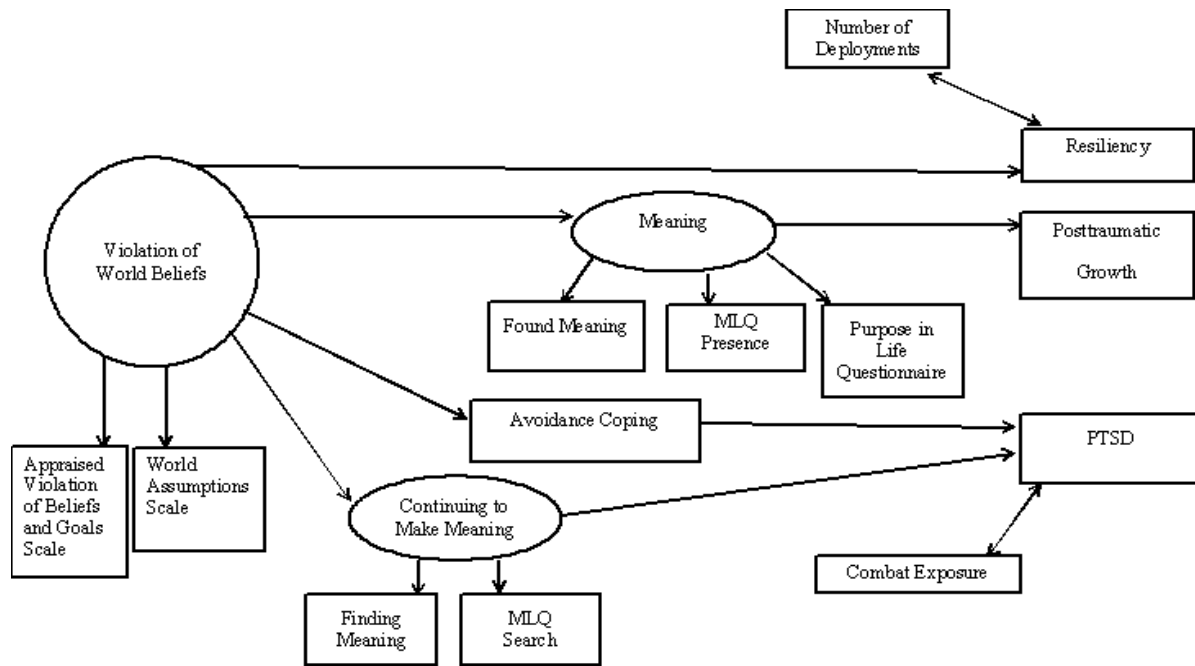 Number of
Deployments
Resiliency
Violation of
World Beliefs
Meaning
Posttraumatic
Growth
Found Meaning
MLQ
Presence
Purpose in
Life
Questionnaire
Avoidance Coping
PTSD
Appraised
Violation
of Beliefs
and Goals
Scale
World
Assumptions
Scale
Continuing to
Make Meaning
Combat Exposure
Finding
Meaning
MLQ
Search